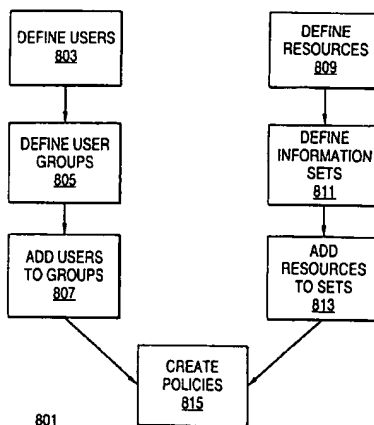 DEFINE USERS
803
DEFINE USER
GROUPS
805
ADD USERS
TO GROUPS
807
DEFINE
RESOURCES
809
DEFINE
INFORMATION
SETS
811
ADD
RESOURCES
TO SETS
813
CREATE
POLICIES
815
801